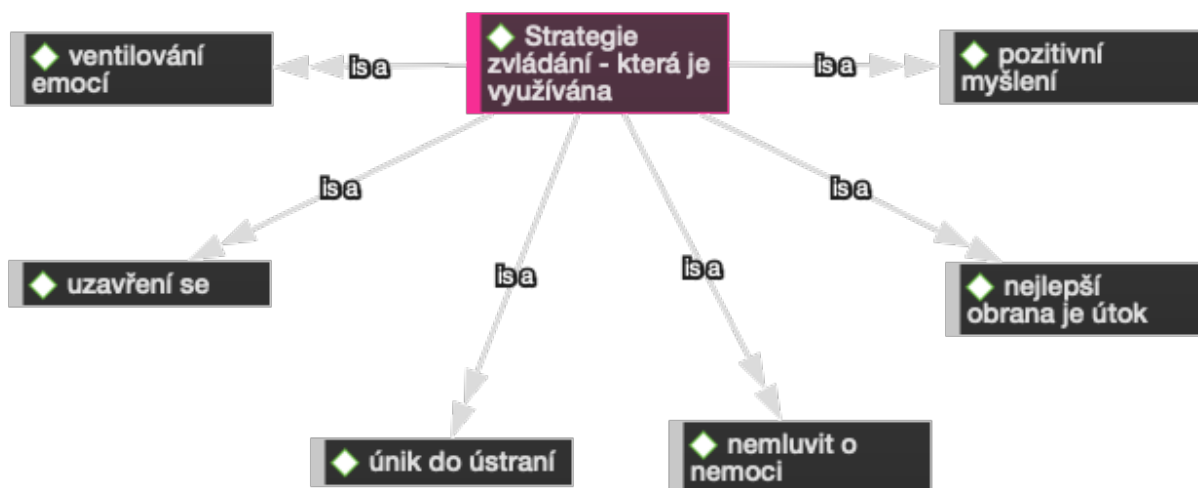 ventilování
emocí
is a
Strategie
zvládání - která je
využívána
is a
pozitivní
myšlení
is a
is a
uzavření se
is a
is a
nejlepší
obrana je útok
únik do ústraní
nemluvit o
nemoci